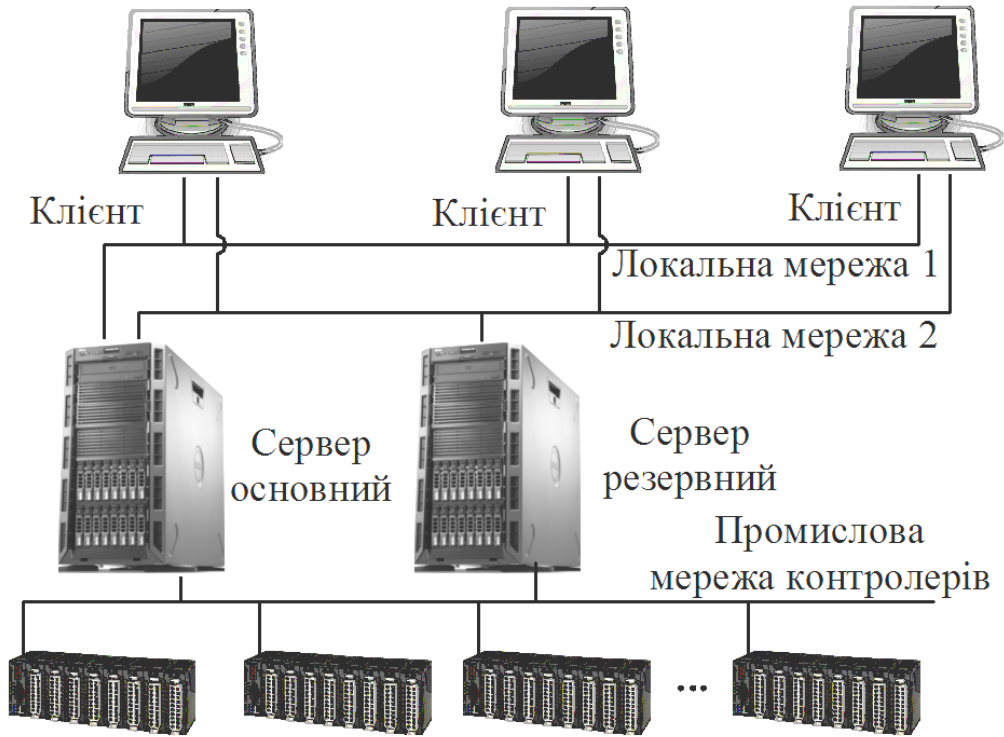 Клієнт
Клієнт
Клієнт
Локальна мережа 1
Локальна мережа 2
Сервер
основний
Сервер
резервний
Промислова
мережа контролерів
...